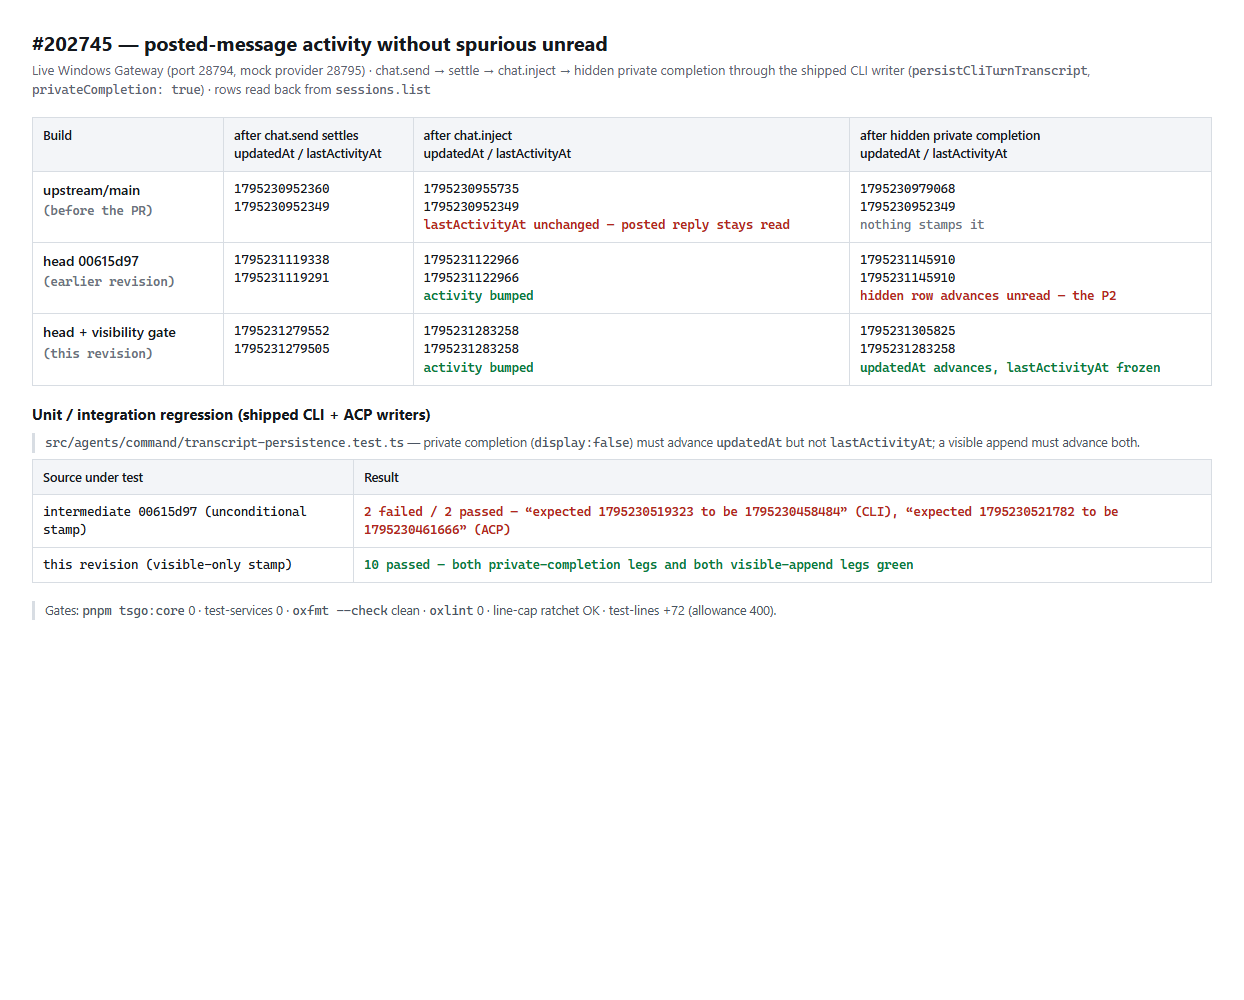 #202745 — posted-message activity without spurious unread
Live Windows Gateway (port 28794, mock provider 28795) · chat.send → settle → chat.inject → hidden private completion through the shipped CLI writer (persistCliTurnTranscript,
privateCompletion: true) · rows read back from sessions.list
Build
after chat.send settles
updatedAt / lastActivityAt
after chat.inject
updatedAt / lastActivityAt
after hidden private completion
updatedAt / lastActivityAt
upstream/main
(before the PR)
1795230952360
1795230952349
1795230955735
1795230952349
lastActivityAt unchanged — posted reply stays read
1795230979068
1795230952349
nothing stamps it
head 00615d97
(earlier revision)
1795231119338
1795231119291
1795231122966
1795231122966
activity bumped
1795231145910
1795231145910
hidden row advances unread — the P2
head + visibility gate
(this revision)
1795231279552
1795231279505
1795231283258
1795231283258
activity bumped
1795231305825
1795231283258
updatedAt advances, lastActivityAt frozen
Unit / integration regression (shipped CLI + ACP writers)
src/agents/command/transcript-persistence.test.ts — private completion (display:false) must advance updatedAt but not lastActivityAt; a visible append must advance both.
Source under test
Result
intermediate 00615d97 (unconditional
stamp)
2 failed / 2 passed — “expected 1795230519323 to be 1795230458484” (CLI), “expected 1795230521782 to be
1795230461666” (ACP)
this revision (visible-only stamp)
10 passed — both private-completion legs and both visible-append legs green
Gates: pnpm tsgo:core 0 · test-services 0 · oxfmt --check clean · oxlint 0 · line-cap ratchet OK · test-lines +72 (allowance 400).